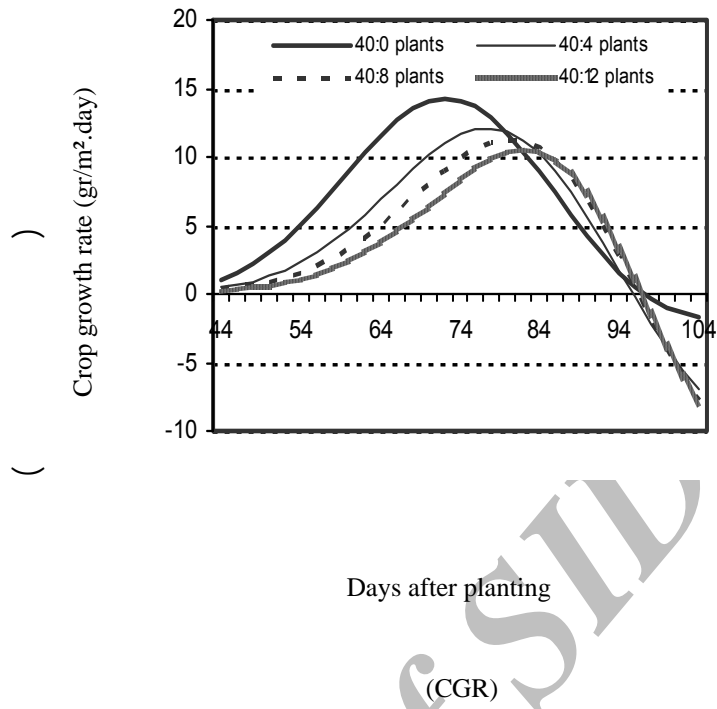 20
40:0 plants
40:4 plants
40:8 plants
40:12 plants
15
10
5
0
-5
-10
44 54 64 74 84 94 104
Crop growth rate (gr/m².day)
)
(
Days after planting
(CGR)
f SID